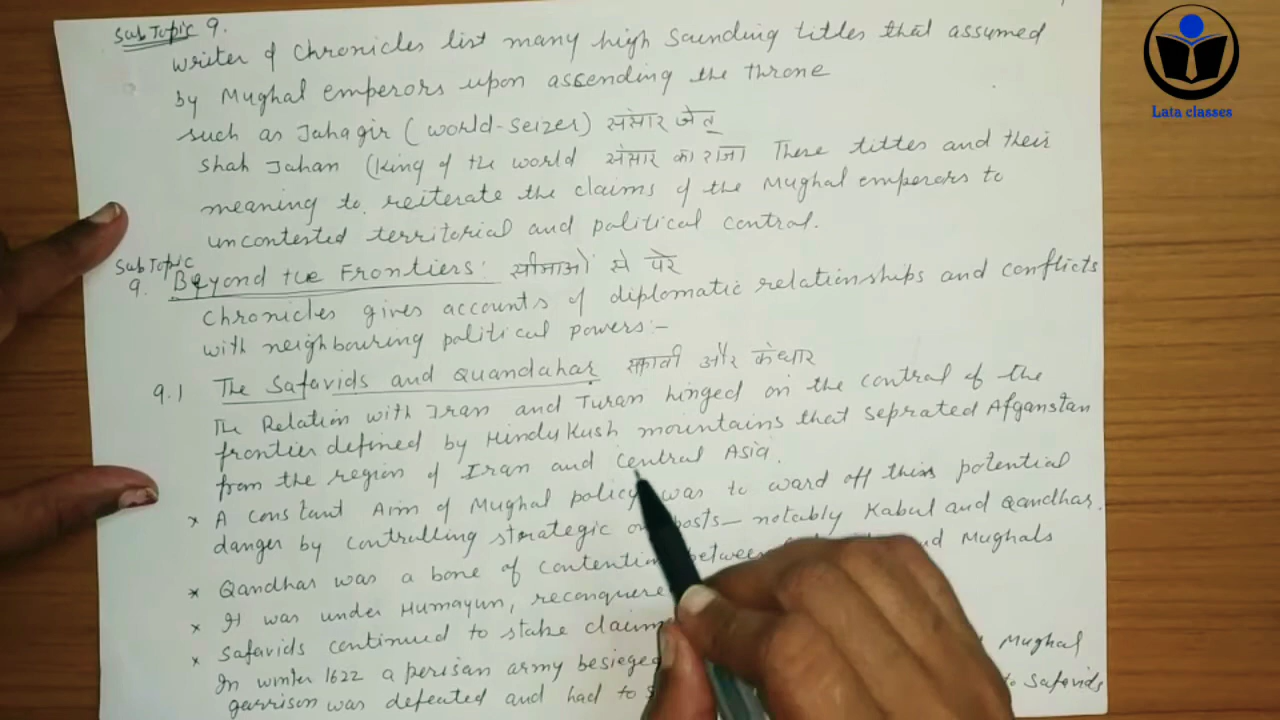 Sub Topic 9.
writer of chronicles list many high sounding titles that assumed
by Mughal emperors upon ascending the throne
such as Jahagir (world-seizer) संसार जेतृ
Shah Jahan (King of the world संसार का राजा These tittes and their
meaning to reiterate the claims of the Mughal emperors to
uncontested territorial and political control.
Sub Topic
9. Beyond the Frontiers: सीमाओं से परे
Chronicles gives accounts of diplomatic relationships and conflicts
with neighbouring political powers:-
9.1 The Safavids and Quandahar सफावी और कंधार
The Relation with Iran and Turan hinged on the control of the
frontier defined by HinduKush mountains that seprated Afganstan
from the region of Iran and Central Asia.
* A constant Aim of Mughal policy was to ward off this potential
danger by controlling strategic posts- notably Kabul and Qandhar.
* Qandhar was a bone of contention between and Mughals
* It was under Humayun, reconquere
* Safavids continued to stake claim
In winter 1622 a perisan army besieged Mughal
garrison was defeated and had to Safavids
Lata classes